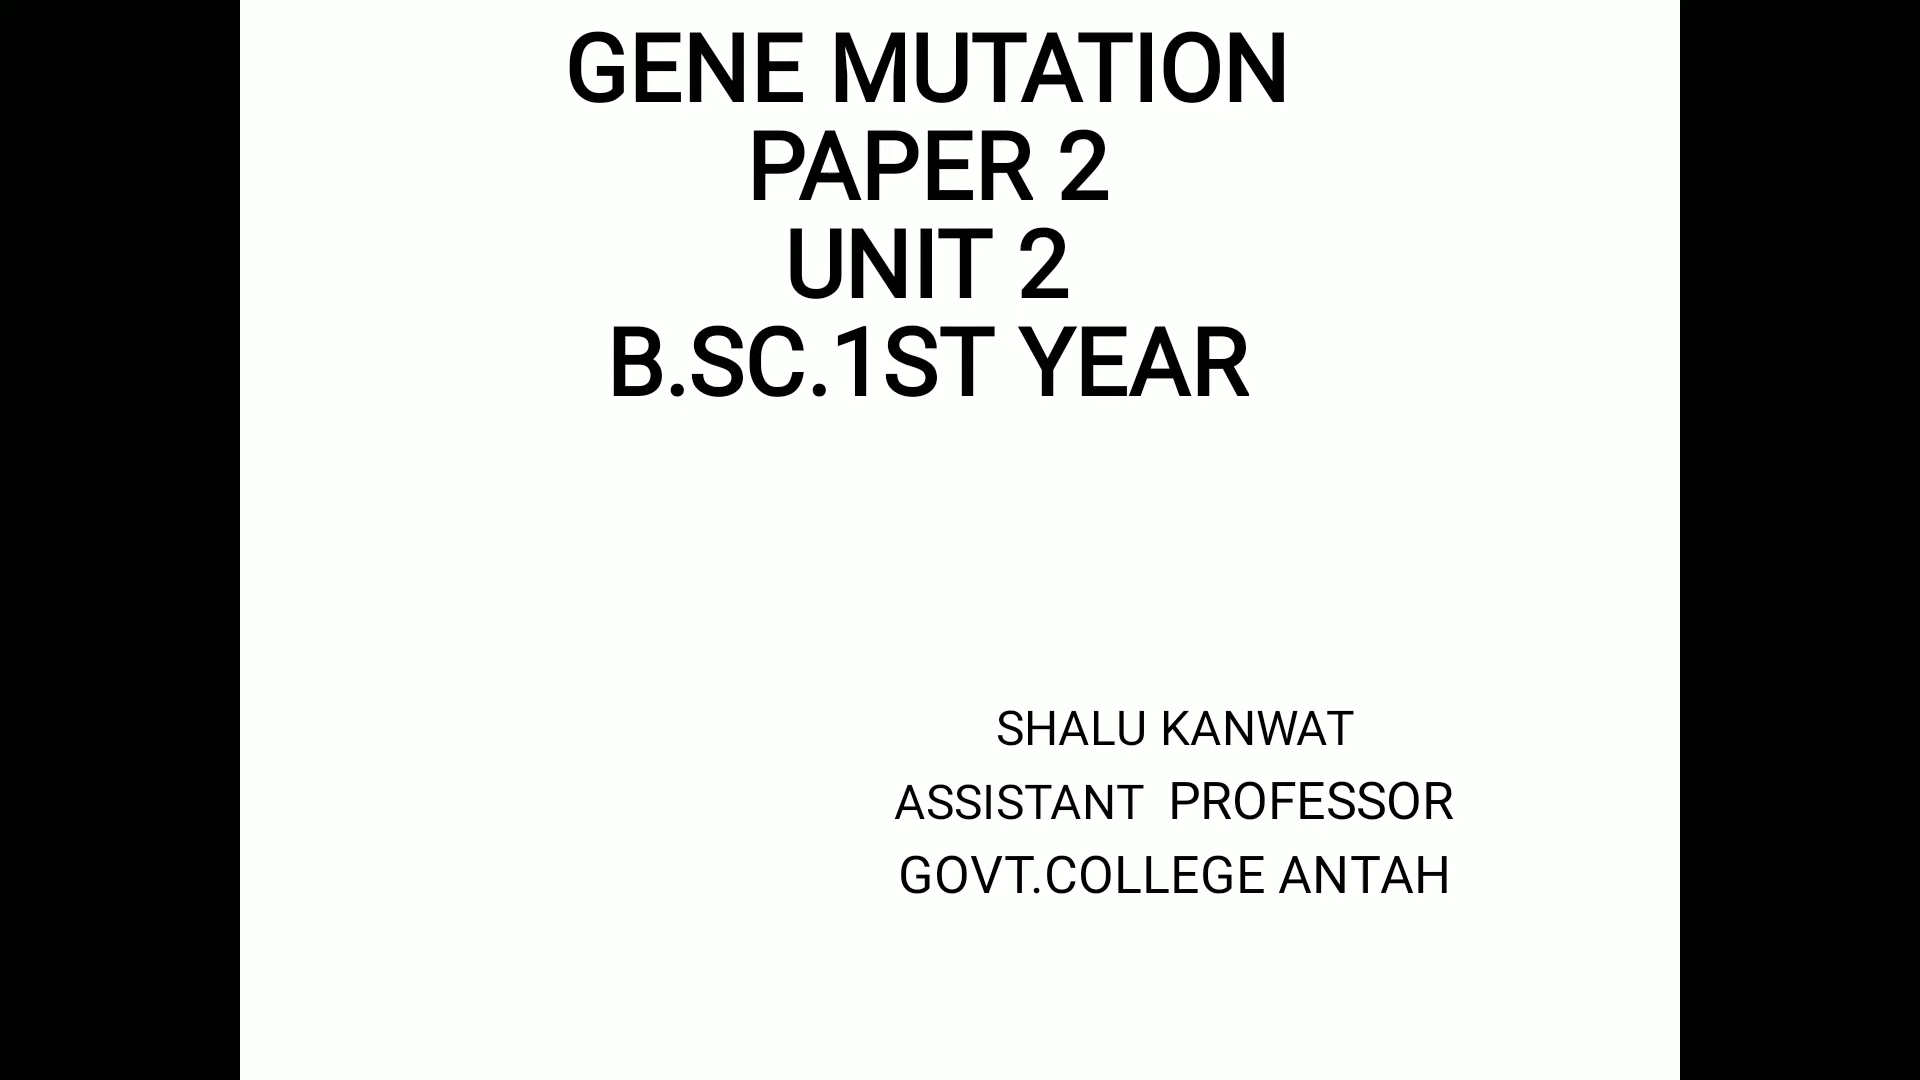 GENE MUTATION
PAPER 2
UNIT 2
B.SC.1ST YEAR
SHALU KANWAT
ASSISTANT PROFESSOR
GOVT.COLLEGE ANTAH